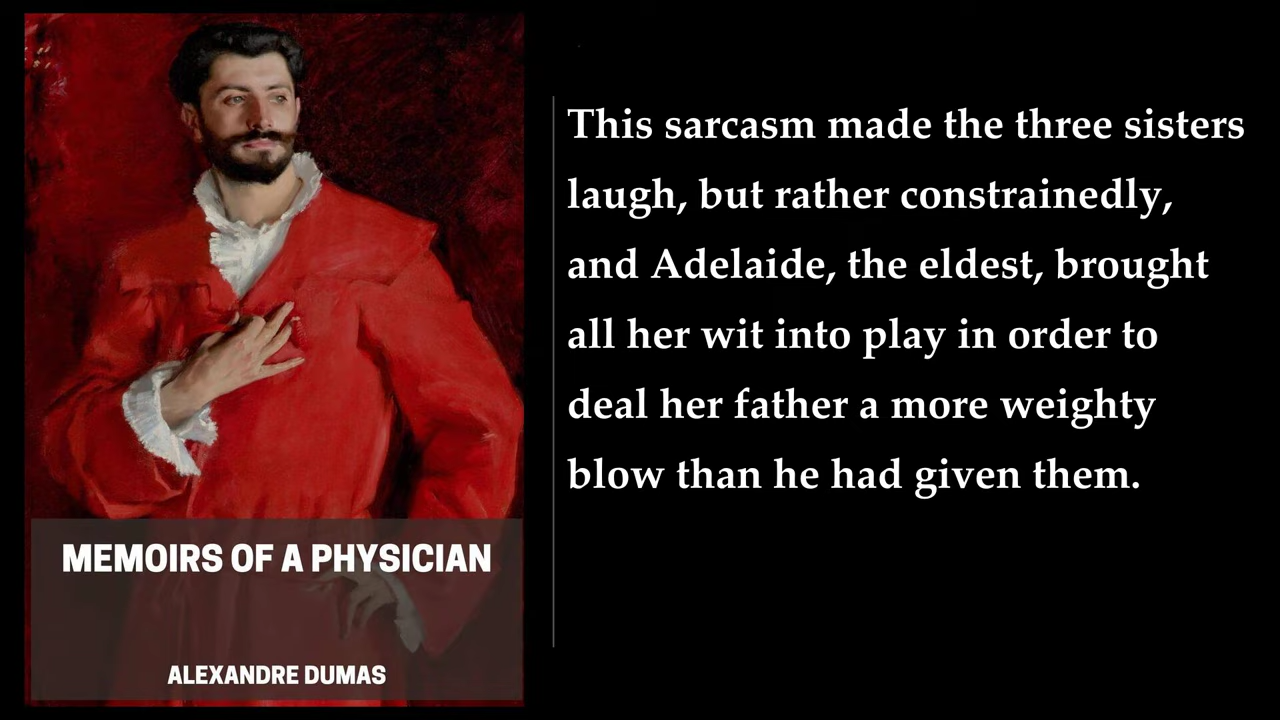 MEMOIRS OF A PHYSICIAN
ALEXANDRE DUMAS
This sarcasm made the three sisters
laugh, but rather constrainedly,
and Adelaide, the eldest, brought
all her wit into play in order to
deal her father a more weighty
blow than he had given them.